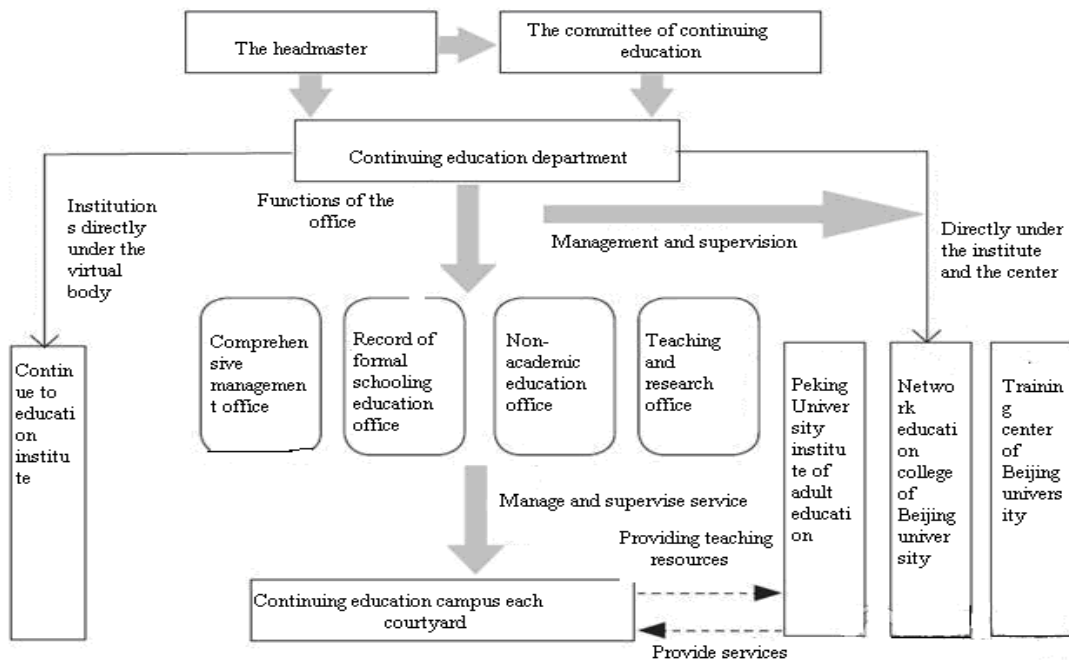 The headmaster
The committee of continuing
education
Continuing education department
Functions of the
office
Institution
s directly
under the
virtual
body
Management and supervision
Directly under
the institute
and the center
Comprehen
sive
managemen
t office
Record of
formal
schooling
education
office
Non-
academic
education
office
Teaching
and
research
office
Contin
ue to
educati
on
institu
te
Peking
Univer
sity
institu
te of
adult
educati
on
Netwo
rk
educati
on
college
of
Beijing
univer
sity
Trainin
g
center
of
Beijing
univers
ity
Manage and supervise service
Providing teaching
resources
Continuing education campus each
courtyard
Provide services